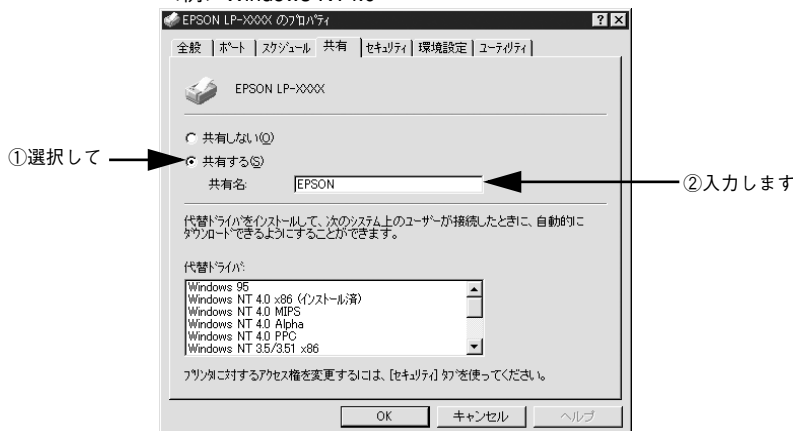 EPSON LP-XXXX のプロパティ
全般 ポート スケジュール 共有 セキュリティ 環境設定 ユーティリティ
EPSON LP-XXXX
共有しない(O)
①選択して
共有する(S)
共有名: EPSON
②入力します
代替ドライバをインストールして、次のシステム上のユーザーが接続したときに、自動的に
ダウンロードできるようにすることができます。
代替ドライバ:
Windows 95
Windows NT 4.0 x86 (インストール済)
Windows NT 4.0 MIPS
Windows NT 4.0 Alpha
Windows NT 4.0 PPC
Windows NT 3.5/3.51 x86
プリンタに対するアクセス権を変更するには、[セキュリティ] タブを使ってください。
OK キャンセル ヘルプ